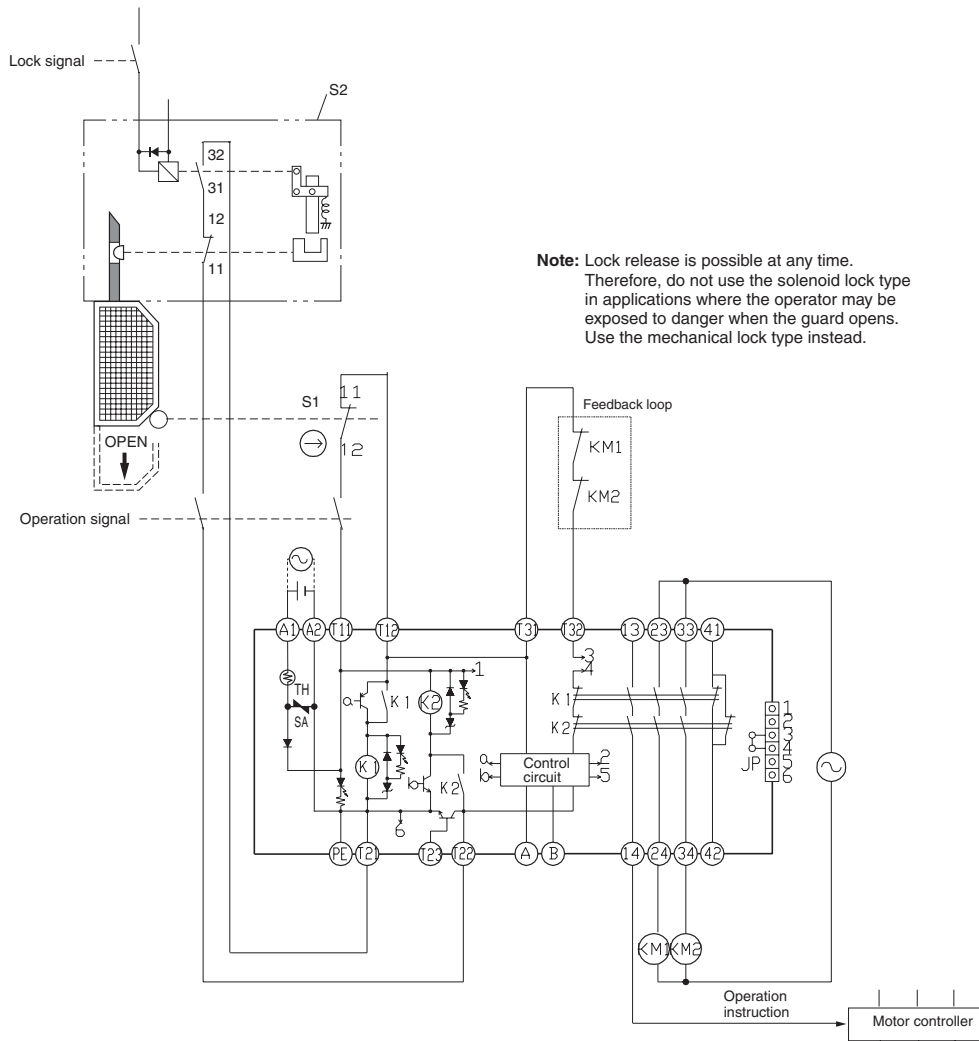 Lock signal
S2
32
31
12
11
Note: Lock release is possible at any time.
Therefore, do not use the solenoid lock type
in applications where the operator may be
exposed to danger when the guard opens.
Use the mechanical lock type instead.
S1
11
12
OPEN
Feedback loop
KM1
KM2
Operation signal
A1 A2 T11 T12 T31 T32 13 23 33 41
1
3
4
TH
SA
a
K1
K2
K1
K2
K1
b
K2
a
b
Control
circuit
2
5
6
JP
1
2
3
4
5
6
PE T21 T23 T22 A B 14 24 34 42
KM1 KM2
Operation
instruction
Motor controller